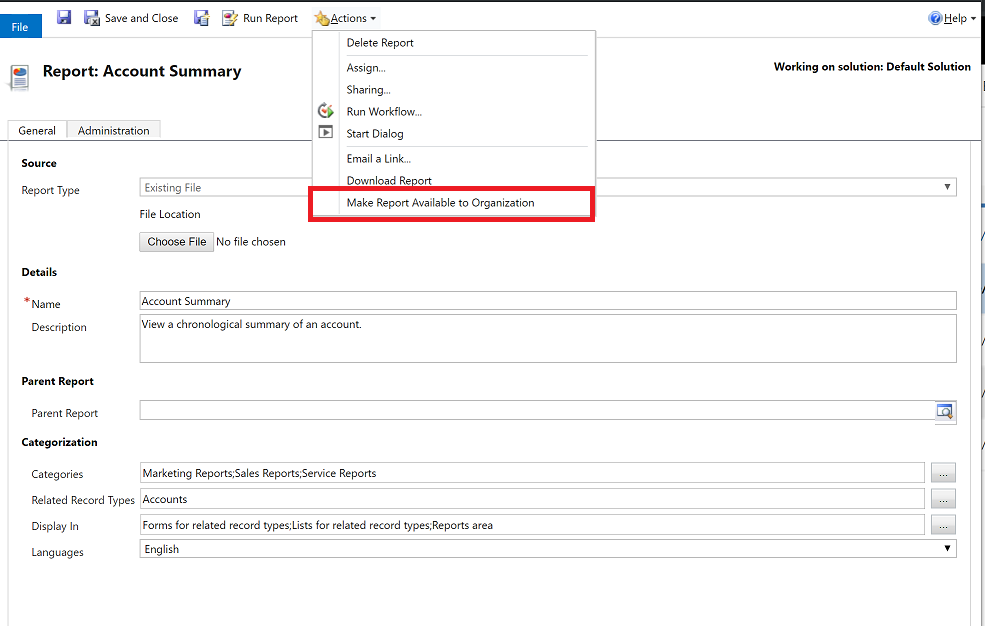 File Save and Close Run Report Actions Help
Delete Report
Report: Account Summary
Working on solution: Default Solution
Assign...
Sharing...
Run Workflow...
Start Dialog
Email a Link...
Download Report
Make Report Available to Organization
General Administration
Source
Report Type Existing File
File Location
Choose File No file chosen
Details
*Name Account Summary
Description View a chronological summary of an account.
Parent Report
Parent Report
Categorization
Categories Marketing Reports;Sales Reports;Service Reports ...
Related Record Types Accounts ...
Display In Forms for related record types;Lists for related record types;Reports area ...
Languages English